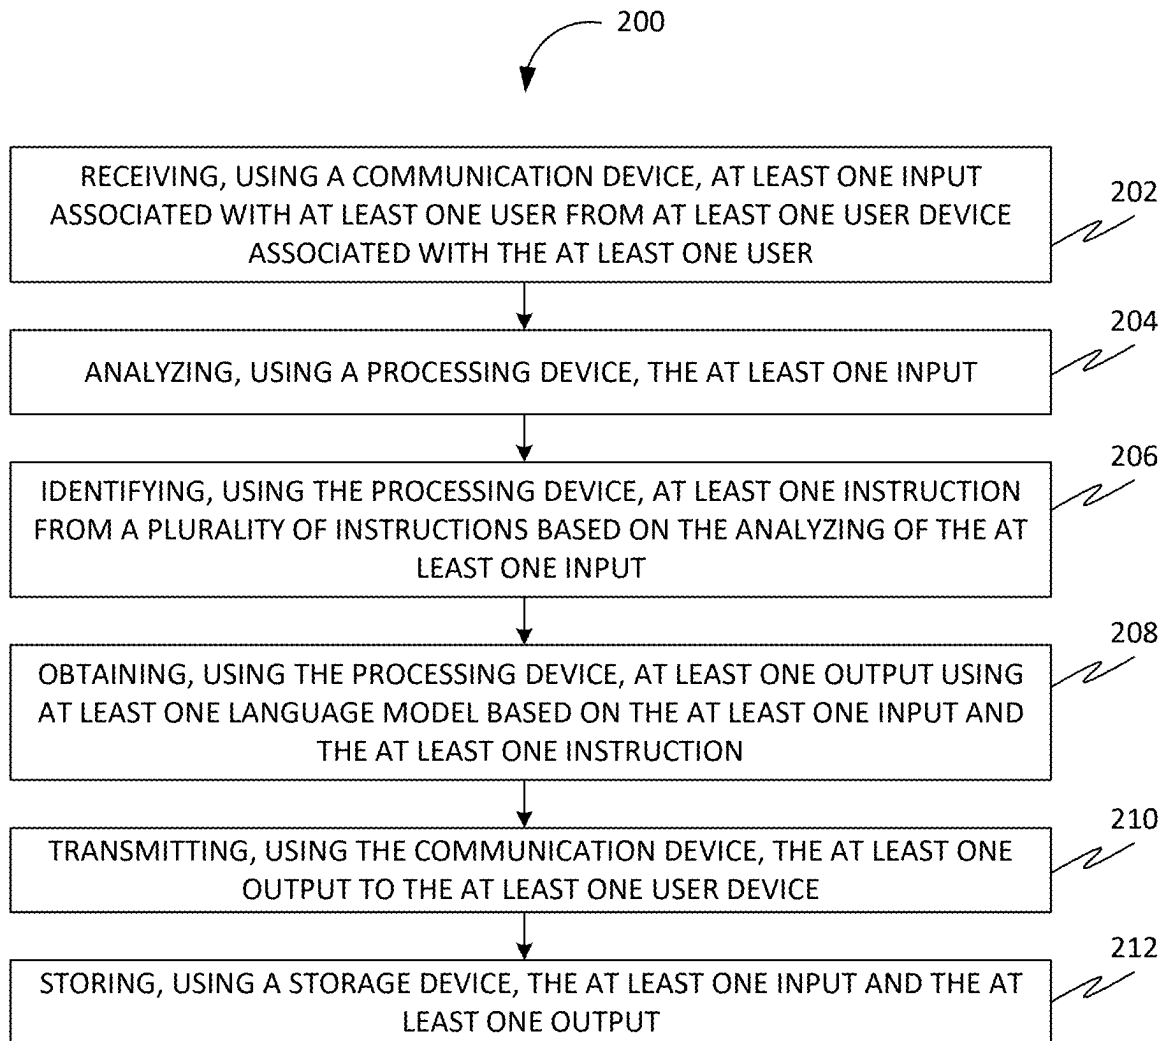 200
RECEIVING, USING A COMMUNICATION DEVICE, AT LEAST ONE INPUT
ASSOCIATED WITH AT LEAST ONE USER FROM AT LEAST ONE USER DEVICE
ASSOCIATED WITH THE AT LEAST ONE USER
202
204
ANALYZING, USING A PROCESSING DEVICE, THE AT LEAST ONE INPUT
206
IDENTIFYING, USING THE PROCESSING DEVICE, AT LEAST ONE INSTRUCTION
FROM A PLURALITY OF INSTRUCTIONS BASED ON THE ANALYZING OF THE AT
LEAST ONE INPUT
208
OBTAINING, USING THE PROCESSING DEVICE, AT LEAST ONE OUTPUT USING
AT LEAST ONE LANGUAGE MODEL BASED ON THE AT LEAST ONE INPUT AND
THE AT LEAST ONE INSTRUCTION
210
TRANSMITTING, USING THE COMMUNICATION DEVICE, THE AT LEAST ONE
OUTPUT TO THE AT LEAST ONE USER DEVICE
212
STORING, USING A STORAGE DEVICE, THE AT LEAST ONE INPUT AND THE AT
LEAST ONE OUTPUT